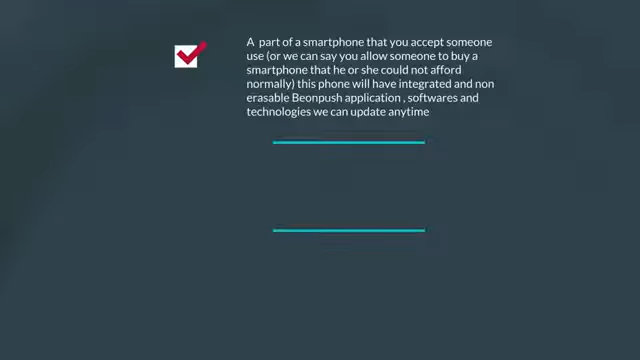 A part of a smartphone that you accept someone
use (or we can say you allow someone to buy a
smartphone that he or she could not afford
normally) this phone will have integrated and non
erasable Beonpush application , softwares and
technologies we can update anytime